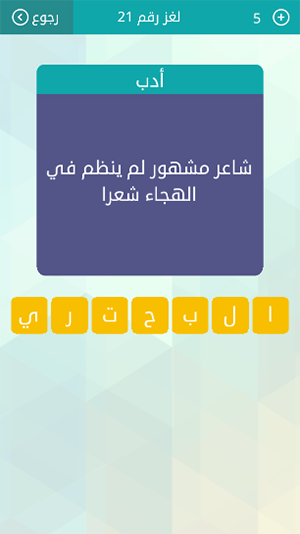 رجوع لغز رقم 21 5
أدب
شاعر مشهور لم ينظم في
الهجاء شعرا
ا ل ب ح ت ر ي